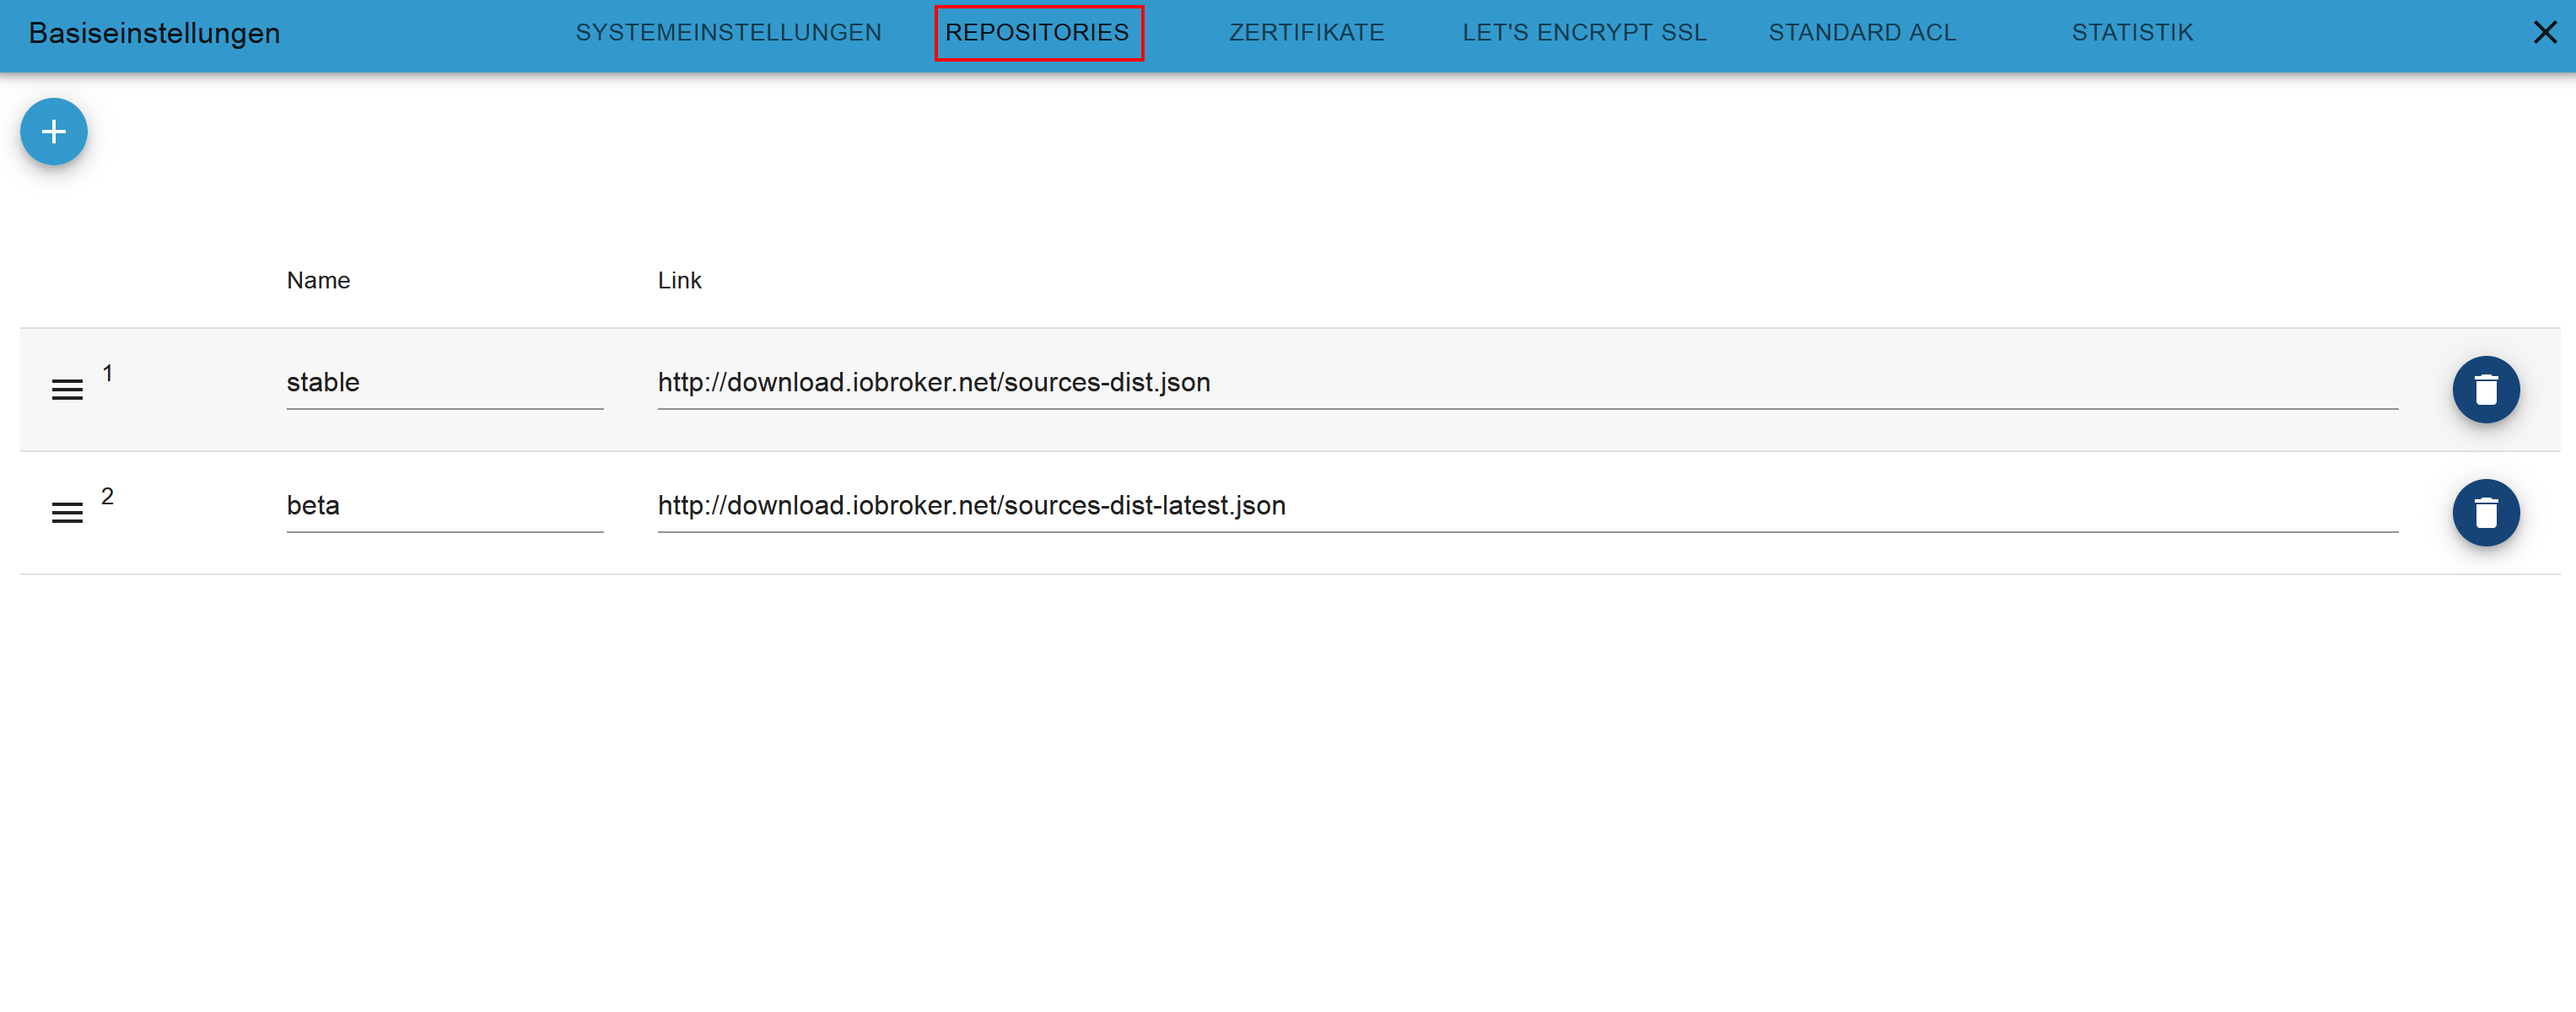 Basiseinstellungen SYSTEMEINSTELLUNGEN REPOSITORIES ZERTIFIKATE LET'S ENCRYPT SSL STANDARD ACL STATISTIK
Name Link
1 stable http://download.iobroker.net/sources-dist.json
2 beta http://download.iobroker.net/sources-dist-latest.json